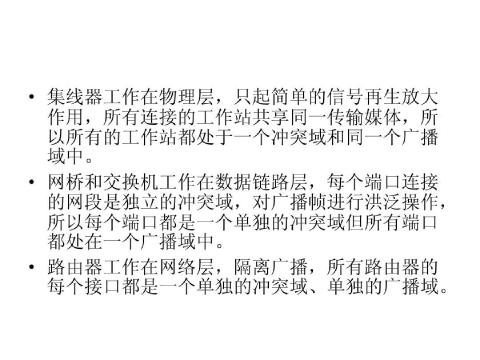 • 集线器工作在物理层，只起简单的信号再生放大
作用，所有连接的工作站共享同一传输媒体，所
以所有的工作站都处于一个冲突域和同一个广播
域中。
• 网桥和交换机工作在数据链路层，每个端口连接
的网段是独立的冲突域，对广播帧进行洪泛操作，
所以每个端口都是一个单独的冲突域但所有端口
都处在一个广播域中。
• 路由器工作在网络层，隔离广播，所有路由器的
每个接口都是一个单独的冲突域、单独的广播域。